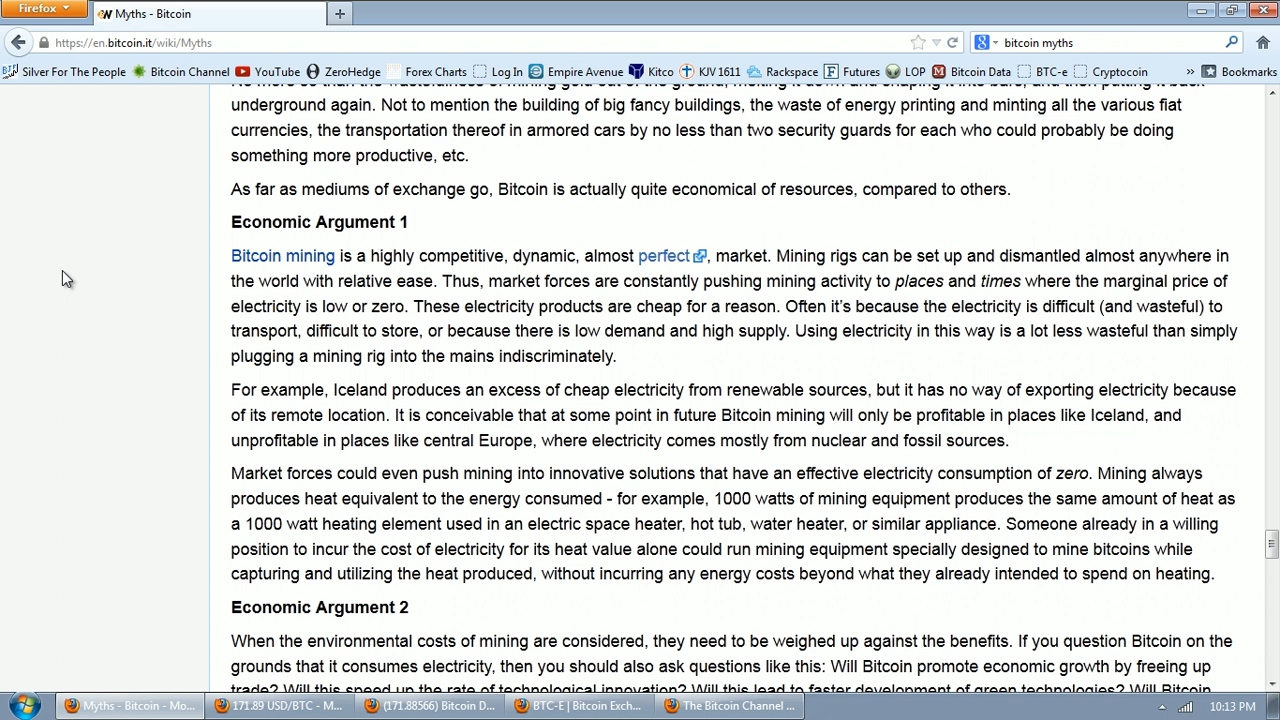 Firefox
Myths - Bitcoin
https://en.bitcoin.it/wiki/Myths
bitcoin myths
Silver For The People
Bitcoin Channel
YouTube
ZeroHedge
Forex Charts
Log In
Empire Avenue
Kitco
KJV 1611
Rackspace
Futures
LOP
Bitcoin Data
BTC-e
Cryptocoin
»
Bookmarks
underground again. Not to mention the building of big fancy buildings, the waste of energy printing and minting all the various fiat
currencies, the transportation thereof in armored cars by no less than two security guards for each who could probably be doing
something more productive, etc.
As far as mediums of exchange go, Bitcoin is actually quite economical of resources, compared to others.
Economic Argument 1
Bitcoin mining is a highly competitive, dynamic, almost perfect, market. Mining rigs can be set up and dismantled almost anywhere in
the world with relative ease. Thus, market forces are constantly pushing mining activity to places and times where the marginal price of
electricity is low or zero. These electricity products are cheap for a reason. Often it's because the electricity is difficult (and wasteful) to
transport, difficult to store, or because there is low demand and high supply. Using electricity in this way is a lot less wasteful than simply
plugging a mining rig into the mains indiscriminately.
For example, Iceland produces an excess of cheap electricity from renewable sources, but it has no way of exporting electricity because
of its remote location. It is conceivable that at some point in future Bitcoin mining will only be profitable in places like Iceland, and
unprofitable in places like central Europe, where electricity comes mostly from nuclear and fossil sources.
Market forces could even push mining into innovative solutions that have an effective electricity consumption of zero. Mining always
produces heat equivalent to the energy consumed - for example, 1000 watts of mining equipment produces the same amount of heat as
a 1000 watt heating element used in an electric space heater, hot tub, water heater, or similar appliance. Someone already in a willing
position to incur the cost of electricity for its heat value alone could run mining equipment specially designed to mine bitcoins while
capturing and utilizing the heat produced, without incurring any energy costs beyond what they already intended to spend on heating.
Economic Argument 2
When the environmental costs of mining are considered, they need to be weighed up against the benefits. If you question Bitcoin on the
grounds that it consumes electricity, then you should also ask questions like this: Will Bitcoin promote economic growth by freeing up
trade? Will this speed up the rate of technological innovation? Will this lead to faster development of green technologies? Will Bitcoin
Myths - Bitcoin - Mo...
171.89 USD/BTC - M...
(171.88566) Bitcoin D...
BTC-E | Bitcoin Exch...
The Bitcoin Channel ...
10:13 PM